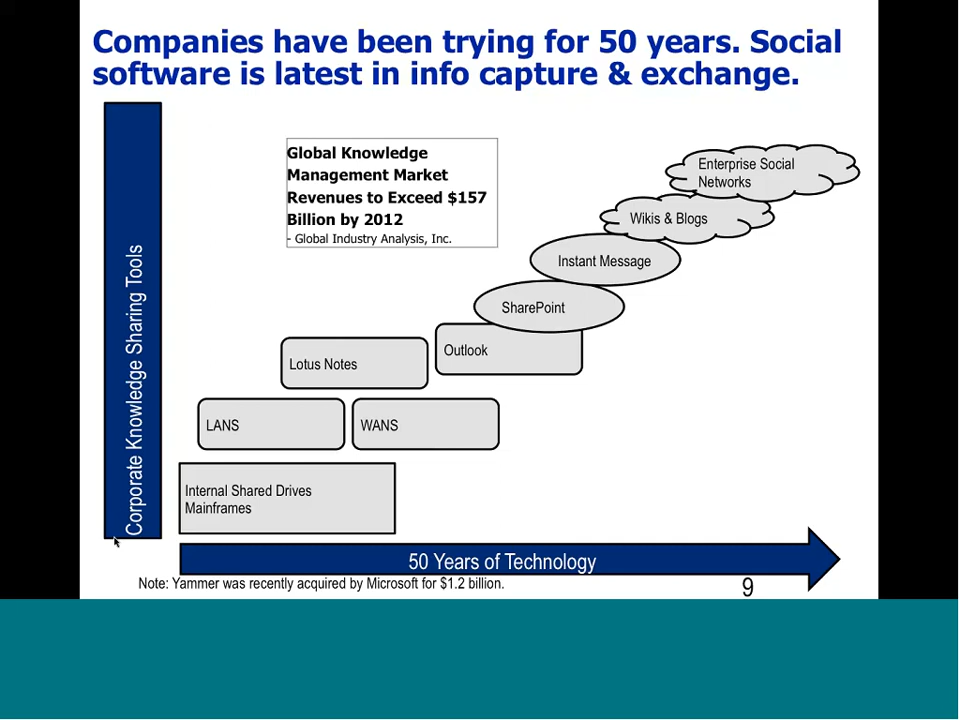 Companies have been trying for 50 years. Social
software is latest in info capture & exchange.
Corporate Knowledge Sharing Tools
Global Knowledge
Management Market
Revenues to Exceed $157
Billion by 2012
- Global Industry Analysis, Inc.
Enterprise Social
Networks
Wikis & Blogs
Instant Message
SharePoint
Outlook
Lotus Notes
LANS
WANS
Internal Shared Drives
Mainframes
50 Years of Technology
Note: Yammer was recently acquired by Microsoft for $1.2 billion.
9